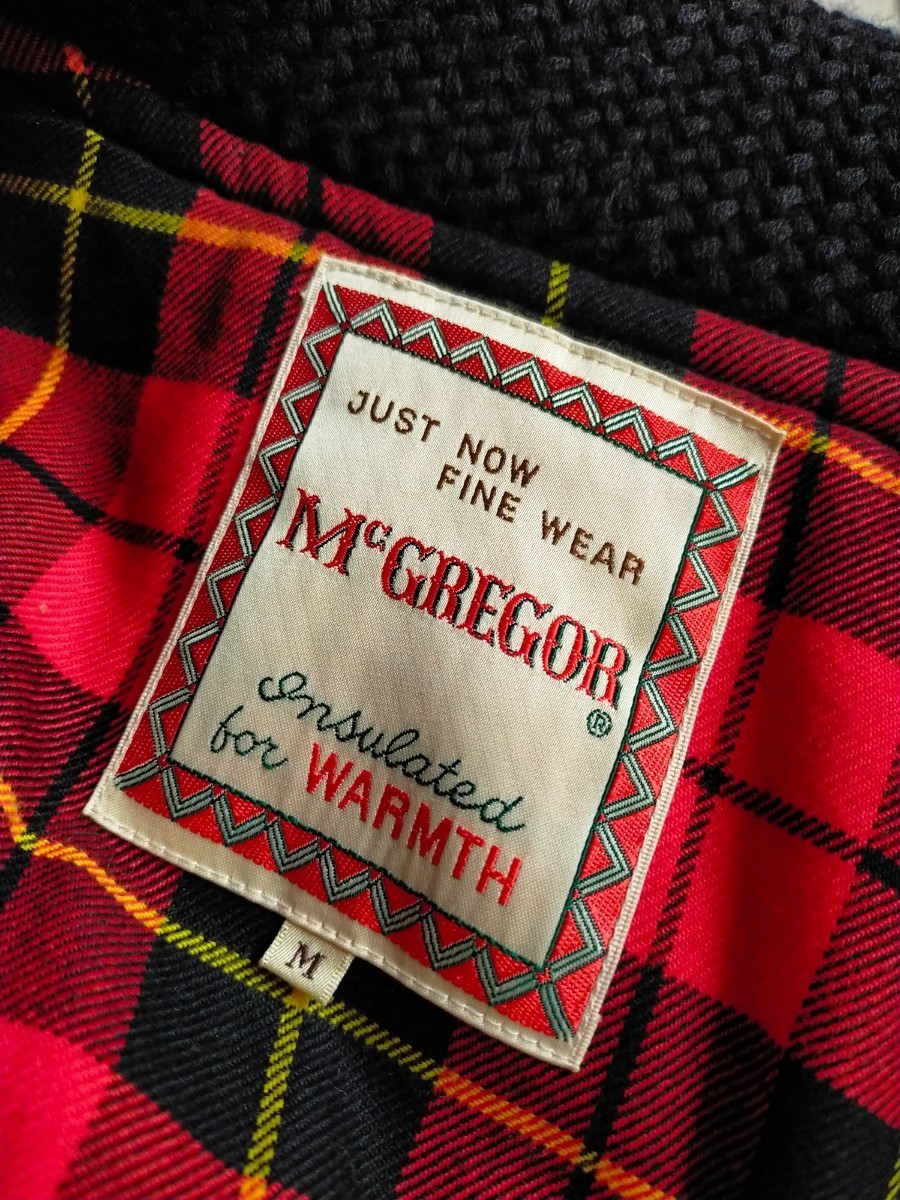 JUST NOW
FINE WEAR
McGREGOR
®
insulated
for WARMTH
M